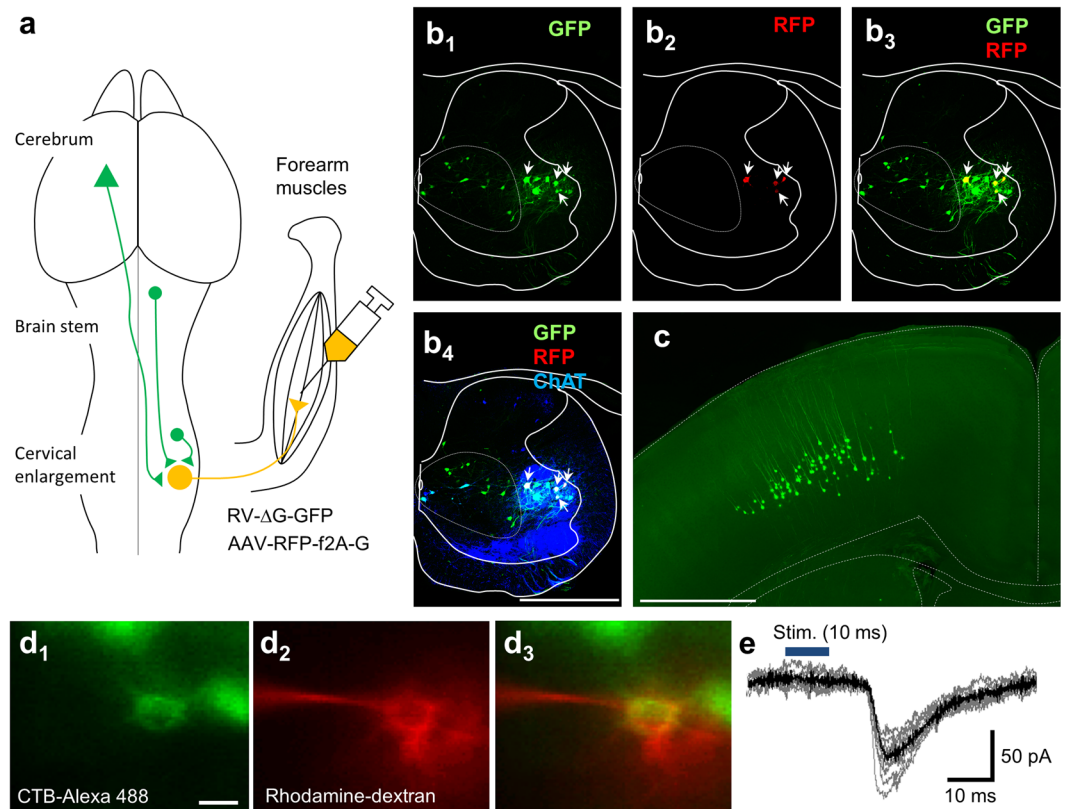 a
Cerebrum
Brain stem
Cervical
enlargement
Forearm
muscles
RV-ΔG-GFP
AAV-RFP-f2A-G
b1
GFP
b2
RFP
b3
GFP
RFP
b4
GFP
RFP
ChAT
c
d1
CTB-Alexa 488
d2
Rhodamine-dextran
d3
e
Stim. (10 ms)
50 pA
10 ms